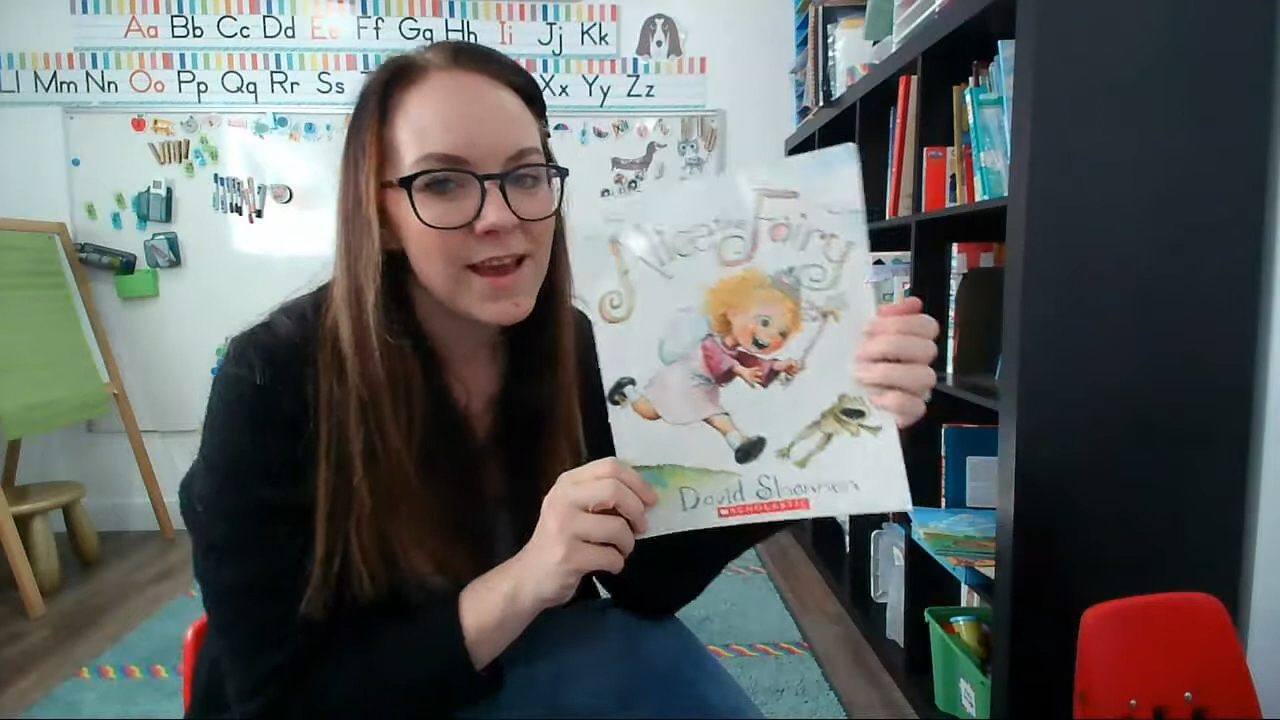 Aa Bb Cc Dd Ee Ff Gg Hh Ii Jj Kk
Ll Mm Nn Oo Pp Qq Rr Ss Xx Yy Zz
Alice the Fairy
David Shannon
SCHOLASTIC